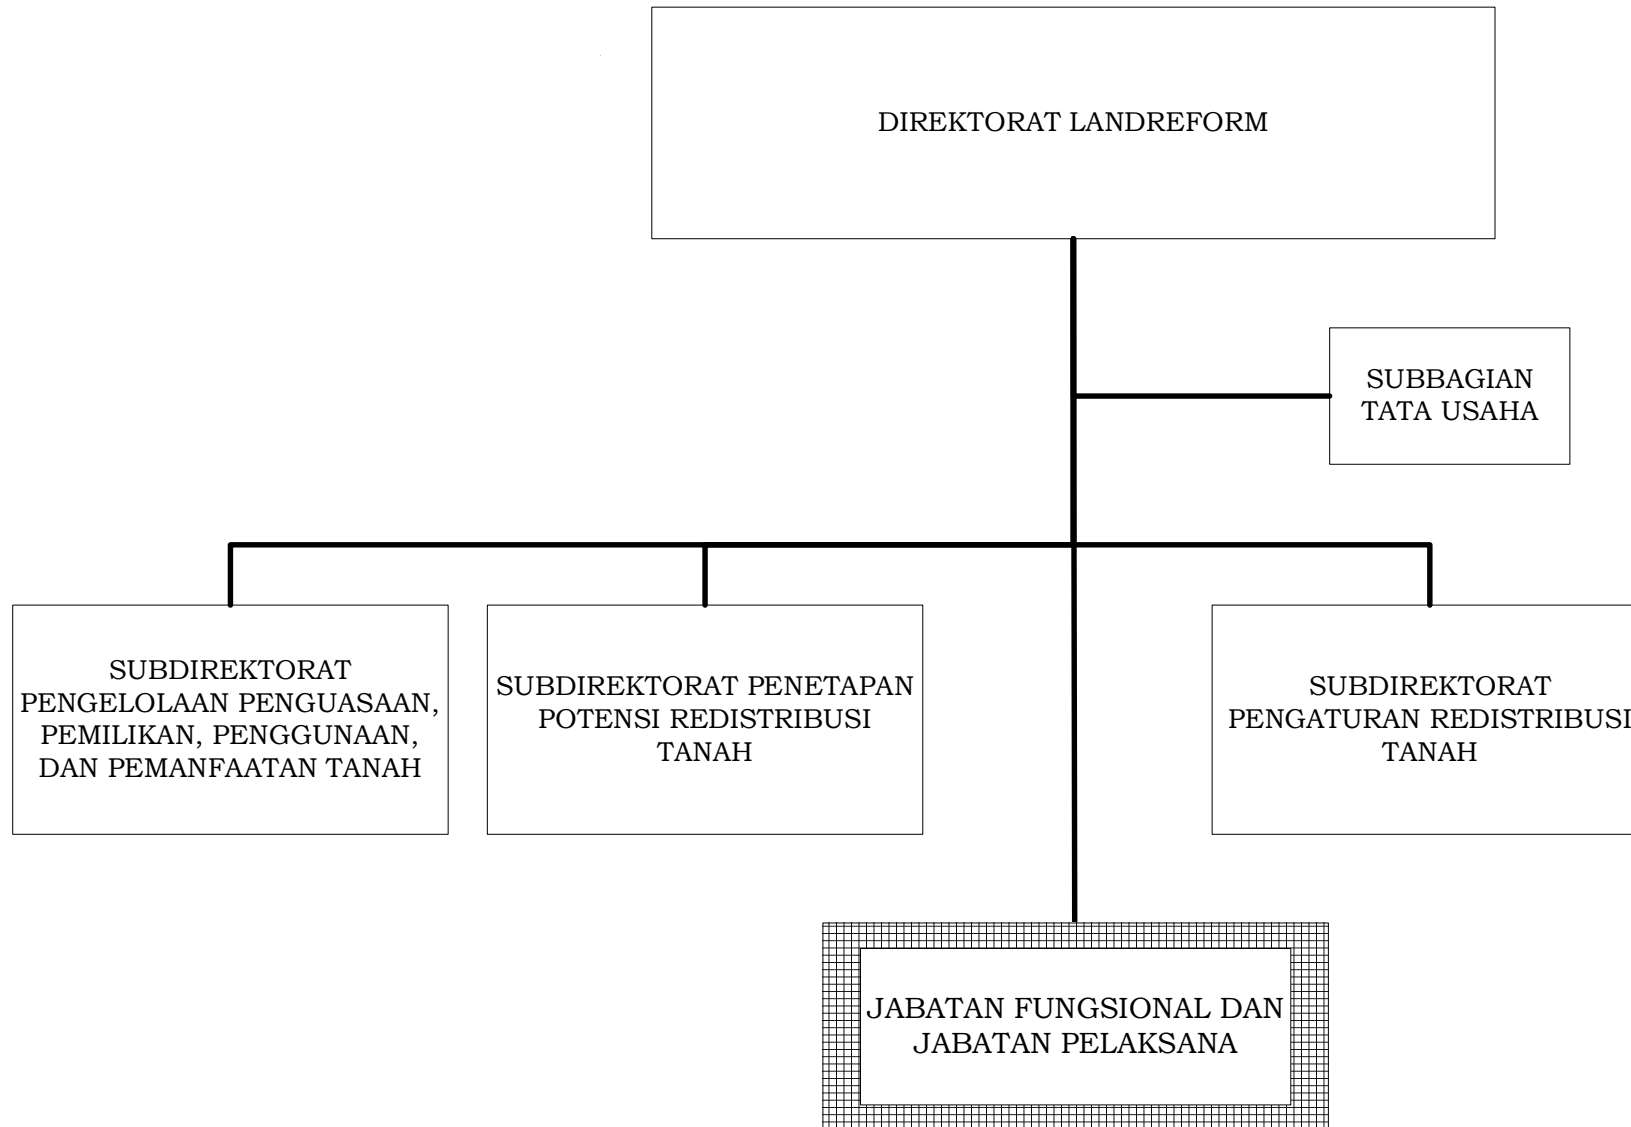 DIREKTORAT LANDREFORM
SUBBAGIAN
TATA USAHA
SUBDIREKTORAT
PENGELOLAAN PENGUASAAN,
PEMILIKAN, PENGGUNAAN,
DAN PEMANFAATAN TANAH
SUBDIREKTORAT PENETAPAN
POTENSI REDISTRIBUSI
TANAH
SUBDIREKTORAT
PENGATURAN REDISTRIBUSI
TANAH
JABATAN FUNGSIONAL DAN
JABATAN PELAKSANA